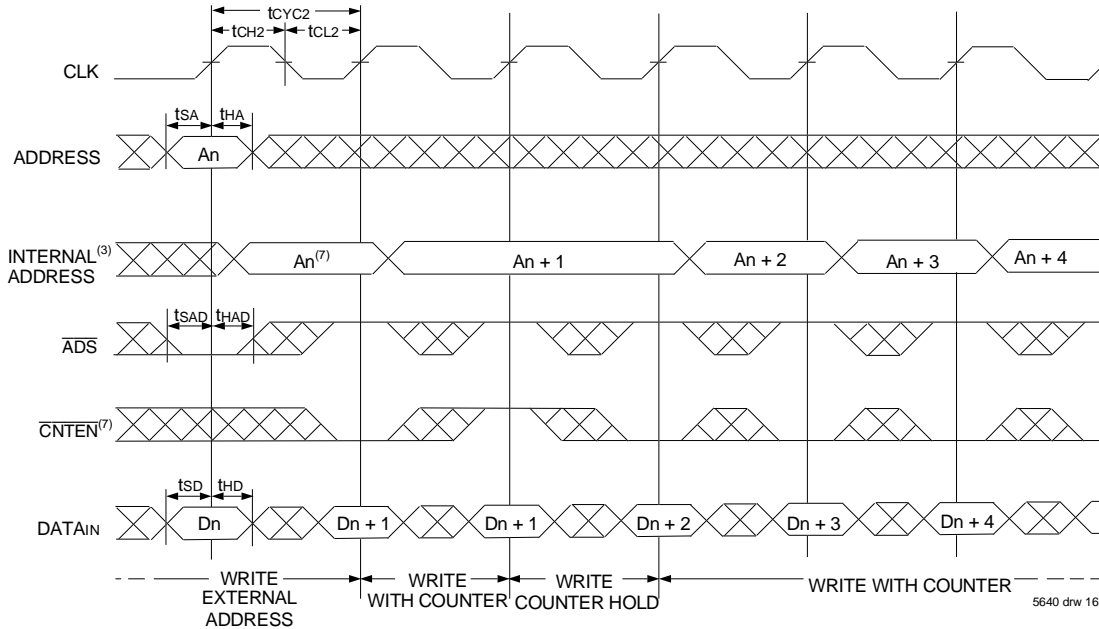 tCYC2
tCH2 tCL2
CLK
tSA tHA
ADDRESS An
INTERNAL(3) ADDRESS An(7) An + 1 An + 2 An + 3 An + 4
tSAD tHAD
ADS
CNTEN(7)
tSD tHD
DATAIN Dn Dn + 1 Dn + 1 Dn + 2 Dn + 3 Dn + 4
WRITE EXTERNAL ADDRESS
WRITE WITH COUNTER
WRITE COUNTER HOLD
WRITE WITH COUNTER
5640 drw 16